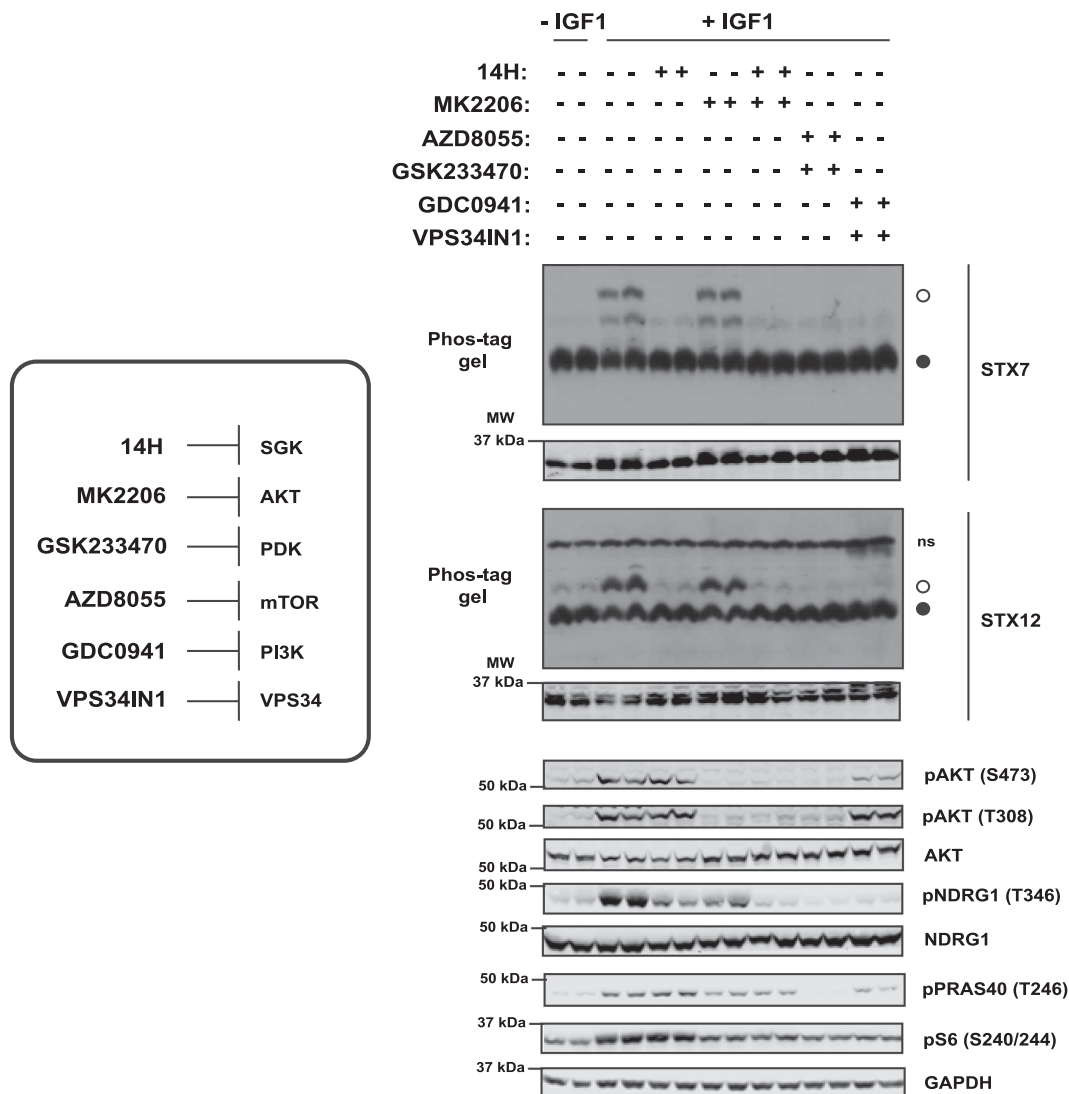 - IGF1 + IGF1
14H: - - - - + + - - + + - - - -
MK2206: - - - - - - + + + + - - - -
AZD8055: - - - - - - - - - - + + - -
GSK233470: - - - - - - - - - - + + - -
GDC0941: - - - - - - - - - - - - + +
VPS34IN1: - - - - - - - - - - - - + +
Phos-tag
gel
MW
37 kDa
STX7
ns
Phos-tag
gel
MW
37 kDa
STX12
14H SGK
MK2206 AKT
GSK233470 PDK
AZD8055 mTOR
GDC0941 PI3K
VPS34IN1 VPS34
50 kDa pAKT (S473)
50 kDa pAKT (T308)
50 kDa AKT
50 kDa pNDRG1 (T346)
50 kDa NDRG1
50 kDa pPRAS40 (T246)
37 kDa pS6 (S240/244)
37 kDa GAPDH